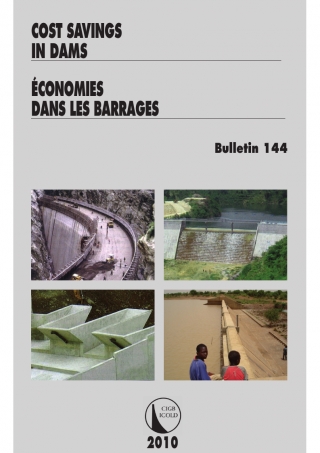 COST SAVINGS
IN DAMS
ÉCONOMIES
DANS LES BARRAGES
Bulletin 144
CIGB
ICOLD
2010